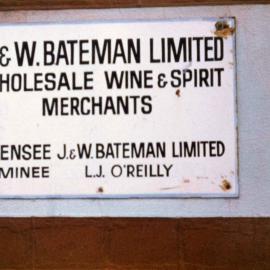 & W. BATEMAN LIMITED
HOLESALE WINE & SPIRIT
MERCHANTS
ENSEE J. & W. BATEMAN LIMITED
MINEE L.J. O'REILLY